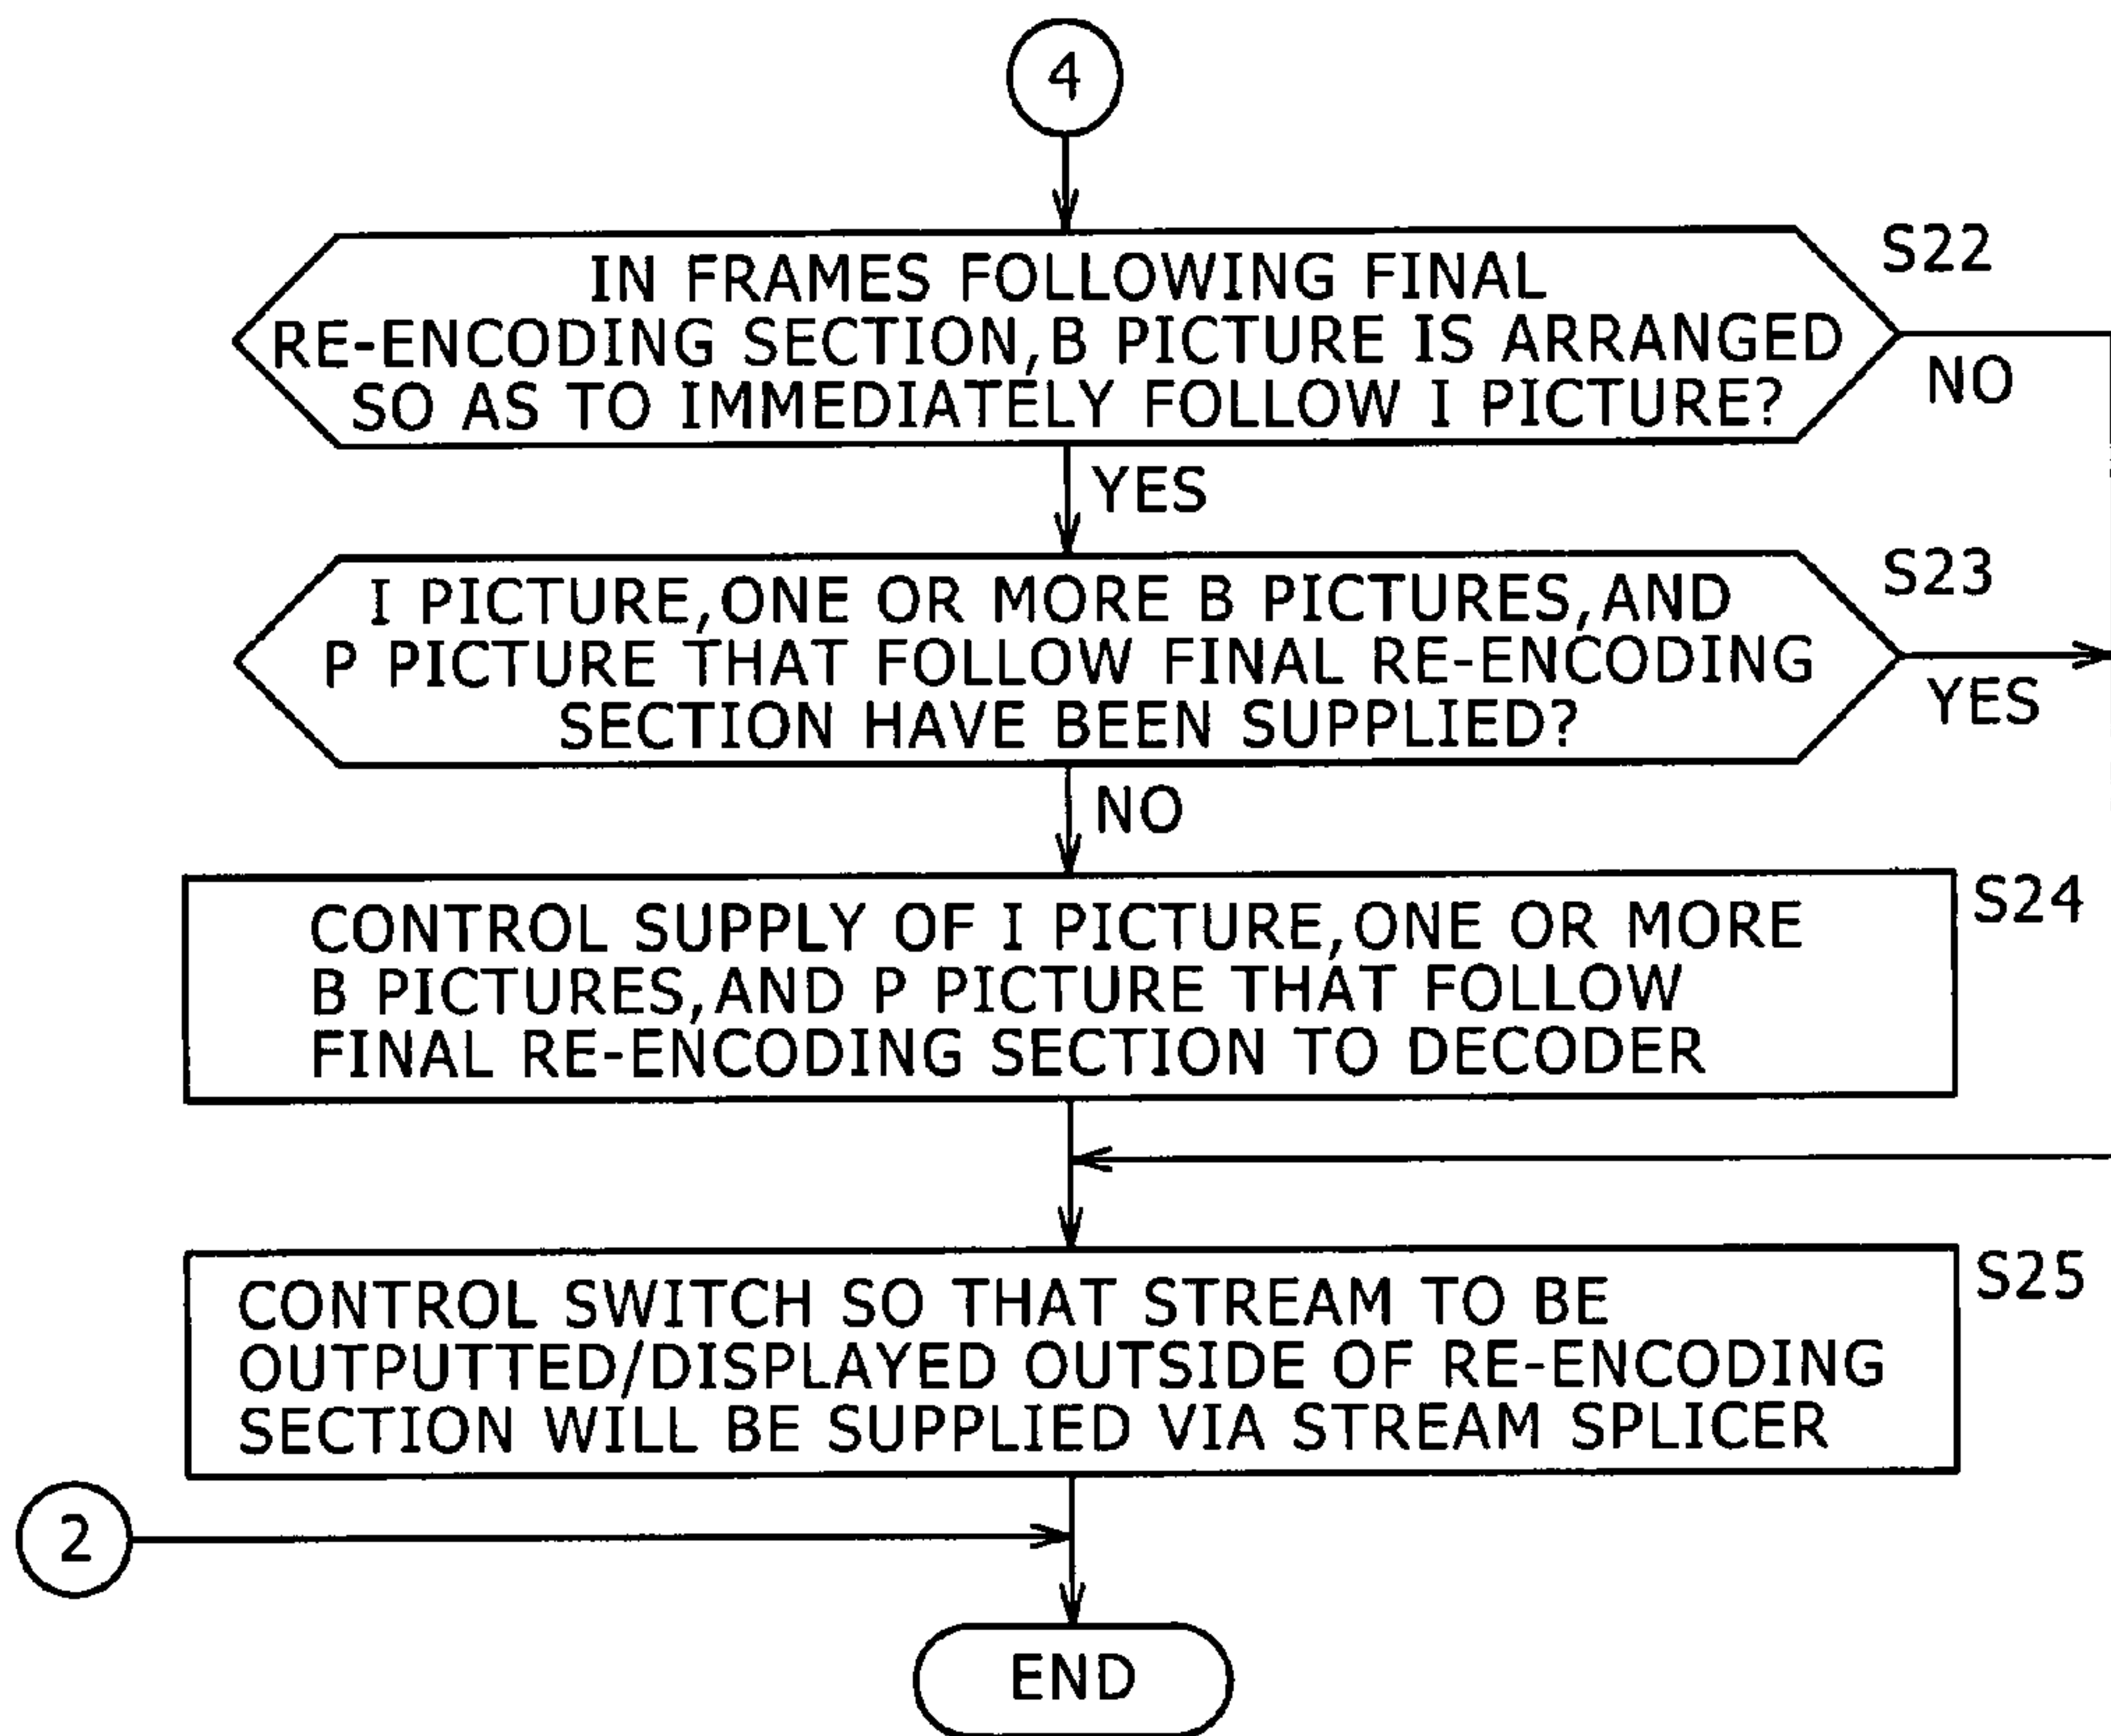 4
IN FRAMES FOLLOWING FINAL
RE-ENCODING SECTION,B PICTURE IS ARRANGED
SO AS TO IMMEDIATELY FOLLOW I PICTURE?
S22
NO
YES
I PICTURE,ONE OR MORE B PICTURES,AND
P PICTURE THAT FOLLOW FINAL RE-ENCODING
SECTION HAVE BEEN SUPPLIED?
S23
YES
NO
CONTROL SUPPLY OF I PICTURE,ONE OR MORE
B PICTURES,AND P PICTURE THAT FOLLOW
FINAL RE-ENCODING SECTION TO DECODER
S24
CONTROL SWITCH SO THAT STREAM TO BE
OUTPUTTED/DISPLAYED OUTSIDE OF RE-ENCODING
SECTION WILL BE SUPPLIED VIA STREAM SPLICER
S25
2
END